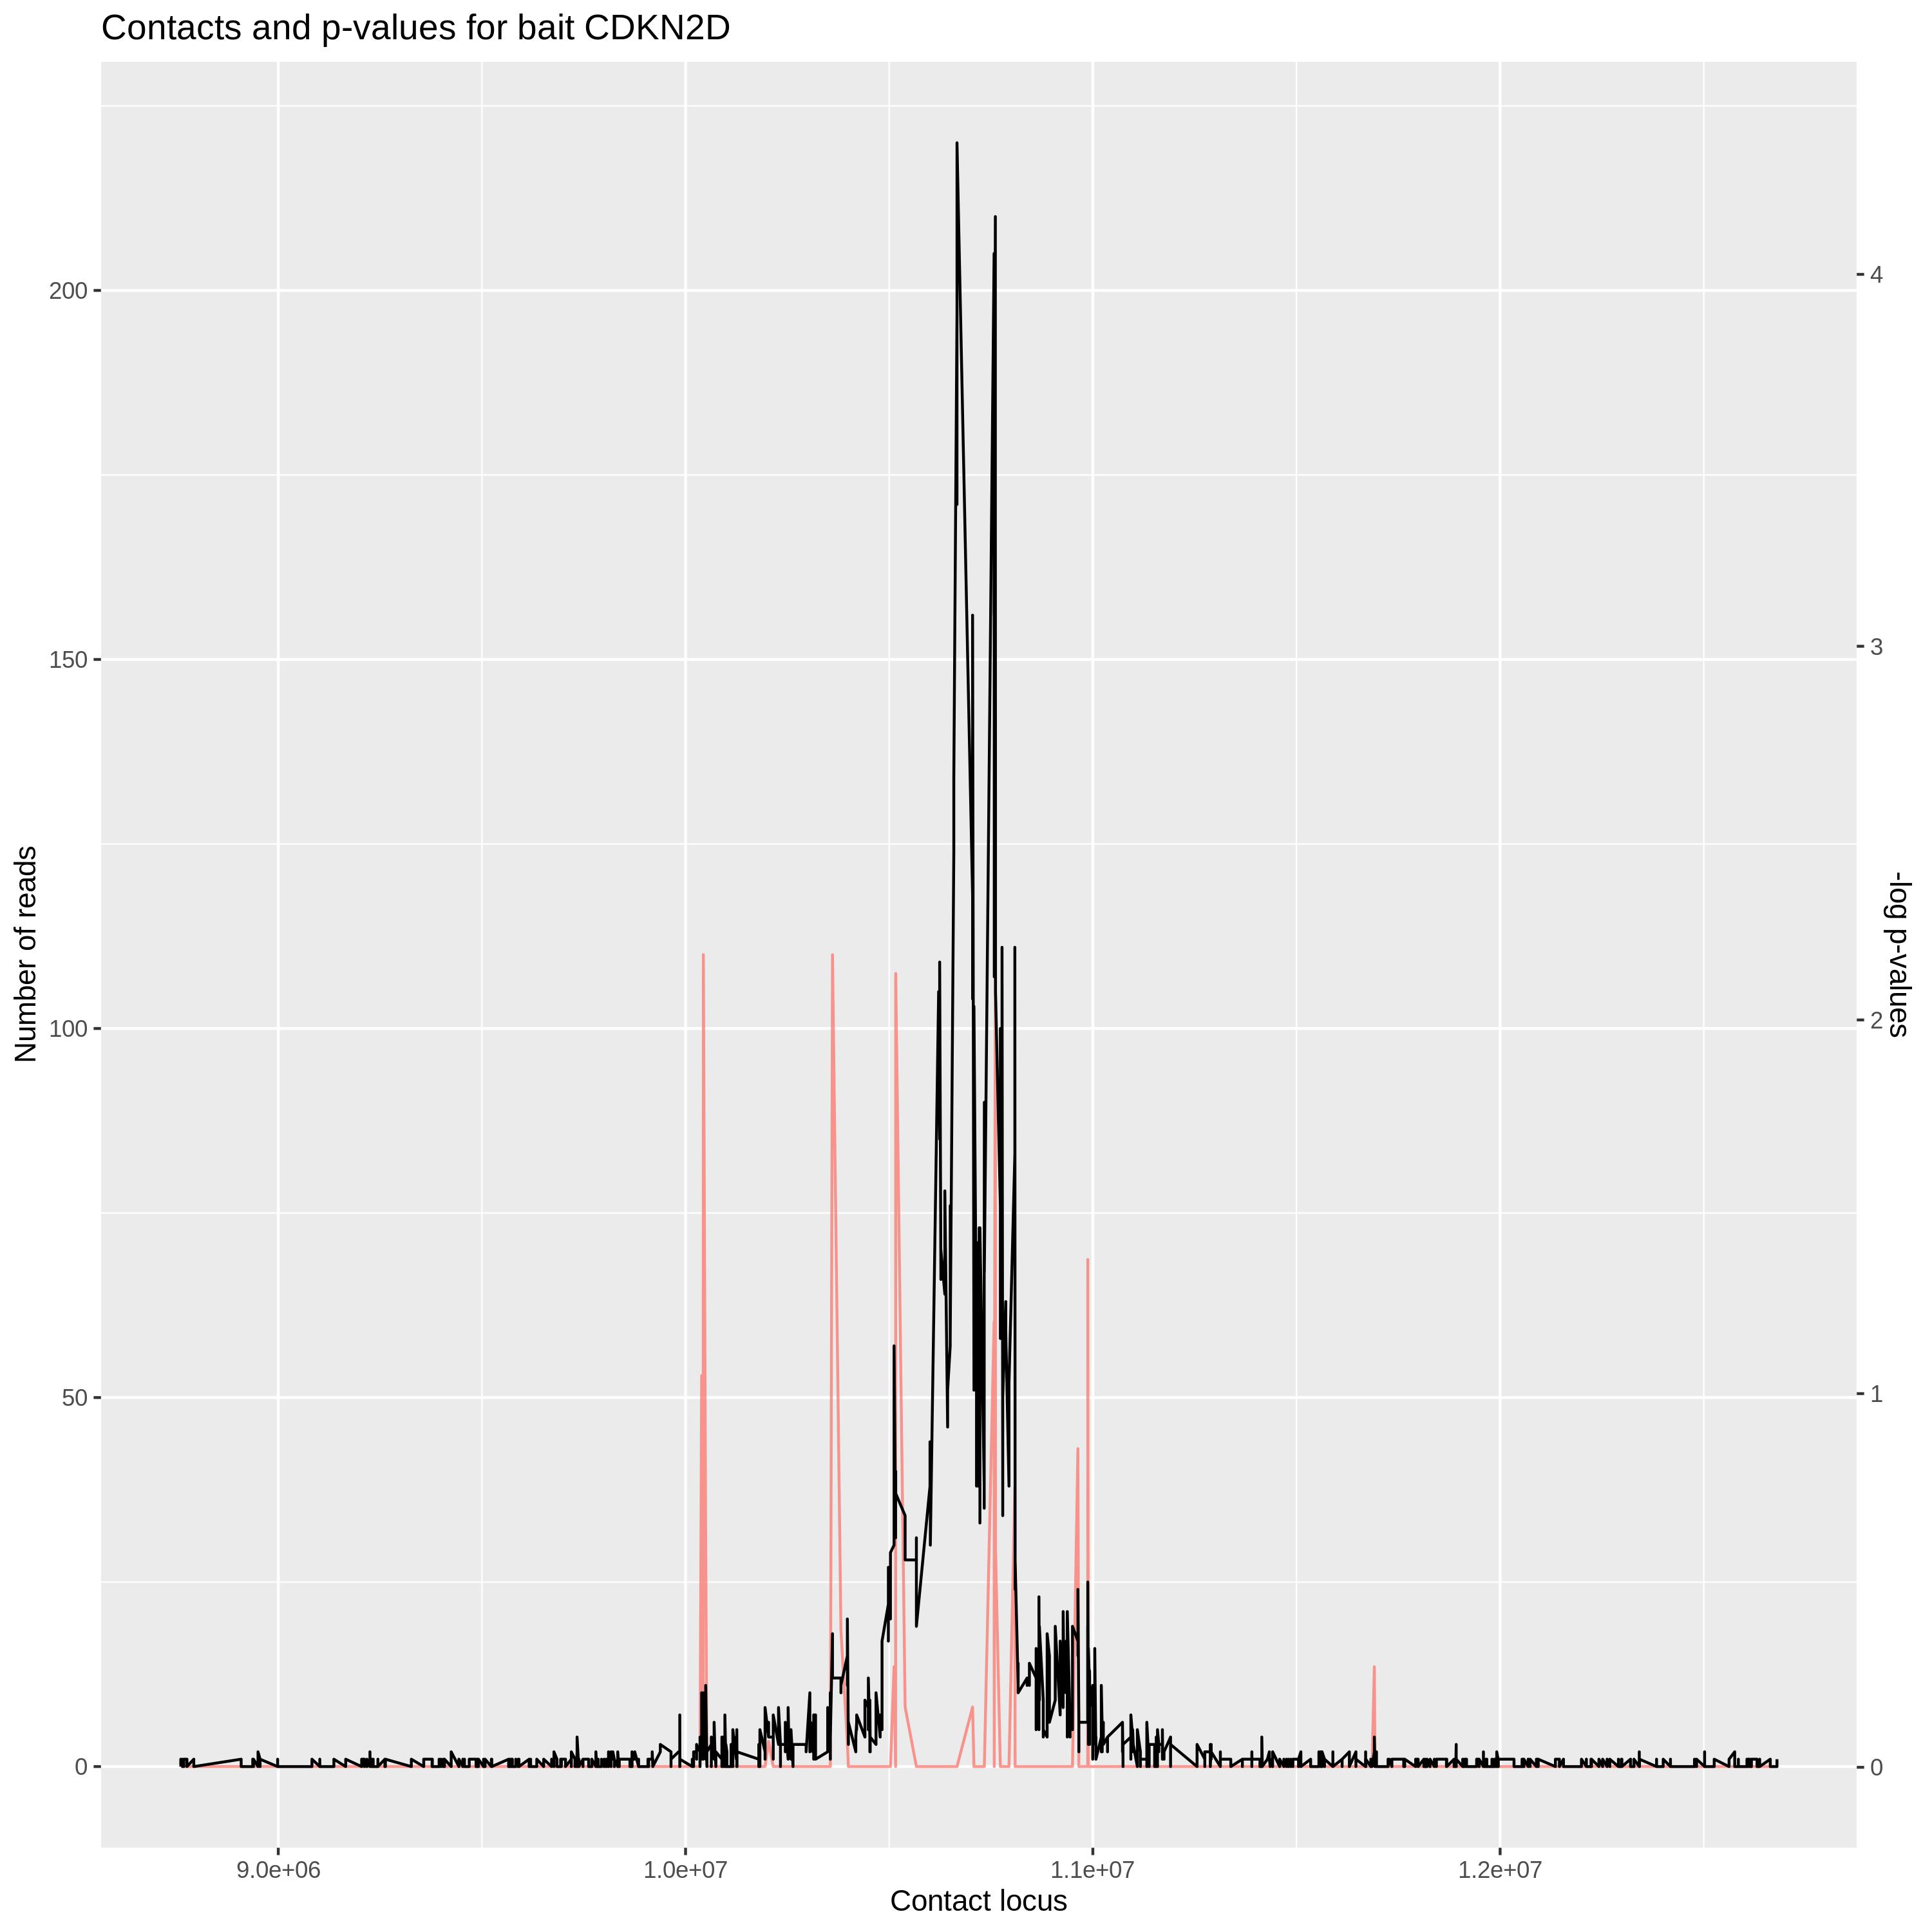 Contacts and p-values for bait CDKN2D
Number of reads
200
150
100
50
0
4
3
2
1
0
-log p-values
9.0e+06
1.0e+07
1.1e+07
1.2e+07
Contact locus